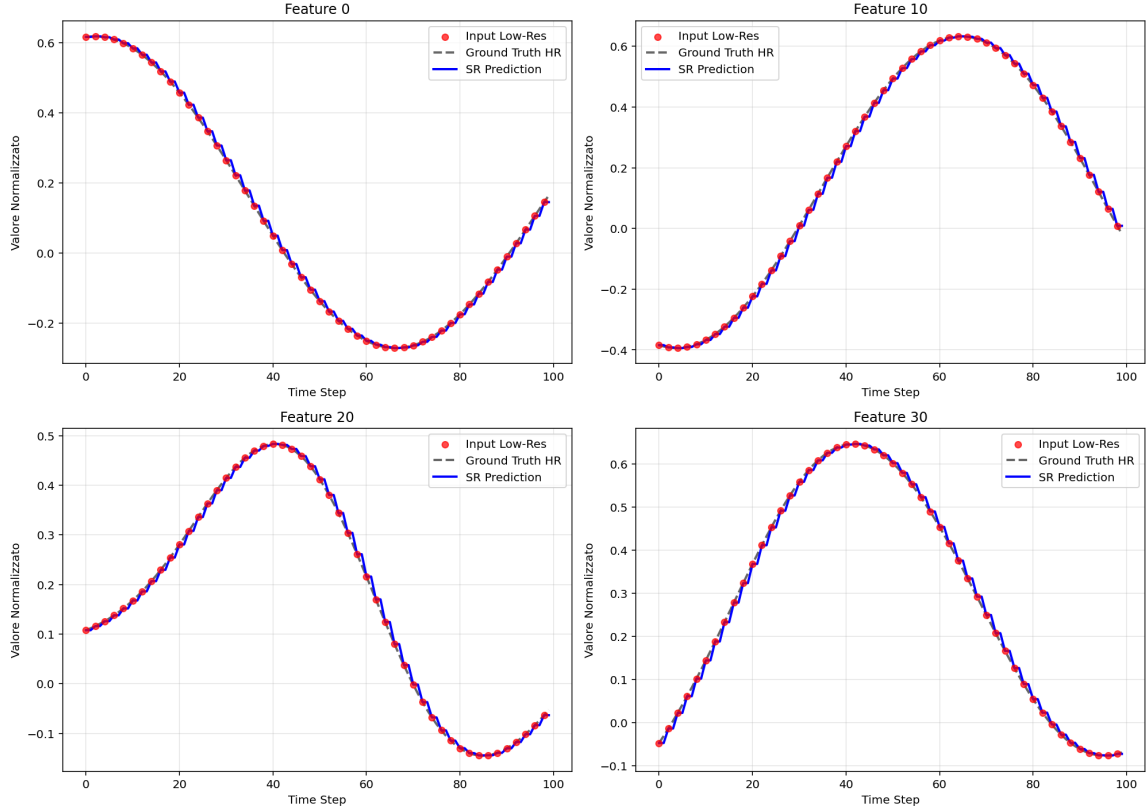 Feature 0
Input Low-Res
Ground Truth HR
SR Prediction
Valore Normalizzato
0.6
0.4
0.2
0.0
−0.2
0
20
40
60
80
100
Time Step
Feature 10
Input Low-Res
Ground Truth HR
SR Prediction
Valore Normalizzato
0.6
0.4
0.2
0.0
−0.2
−0.4
0
20
40
60
80
100
Time Step
Feature 20
Input Low-Res
Ground Truth HR
SR Prediction
Valore Normalizzato
0.5
0.4
0.3
0.2
0.1
0.0
−0.1
0
20
40
60
80
100
Time Step
Feature 30
Input Low-Res
Ground Truth HR
SR Prediction
Valore Normalizzato
0.6
0.5
0.4
0.3
0.2
0.1
0.0
−0.1
0
20
40
60
80
100
Time Step